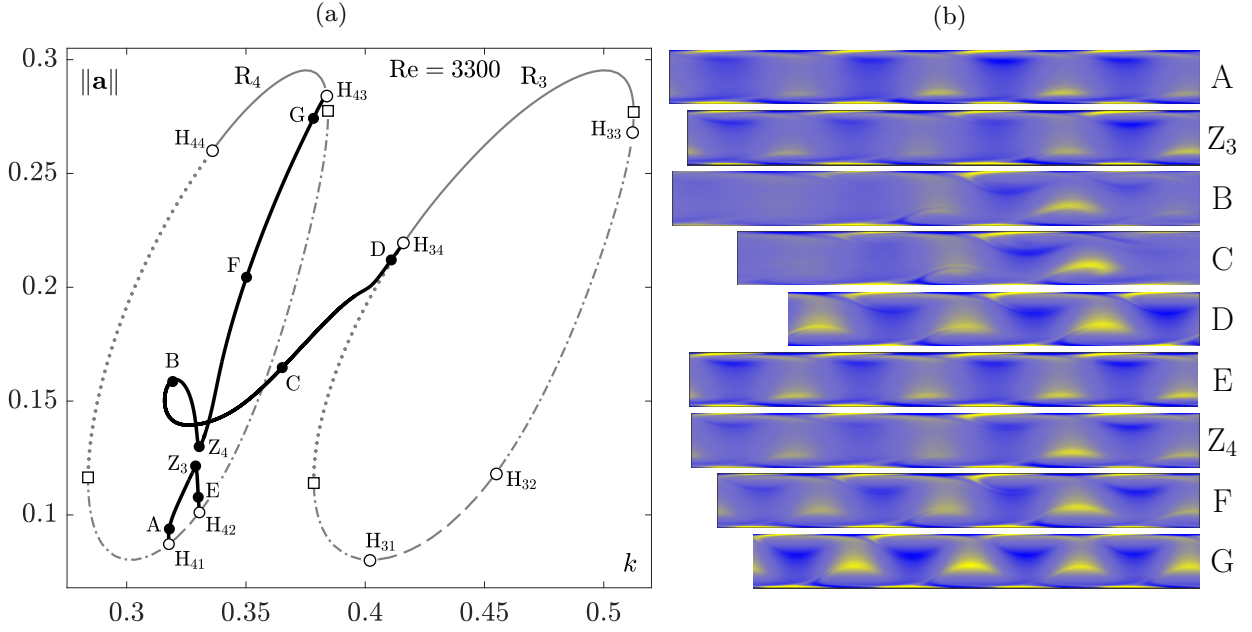 (a)
(b)
0.3
0.25
0.2
0.15
0.1
‖a‖
R₄
Re = 3300
R₃
H₄₃
G
H₃₃
H₄₄
D
H₃₄
F
B
C
Z₄
Z₃
E
H₃₂
A
H₄₂
H₄₁
H₃₁
k
0.3
0.35
0.4
0.45
0.5
A
Z₃
B
C
D
E
Z₄
F
G